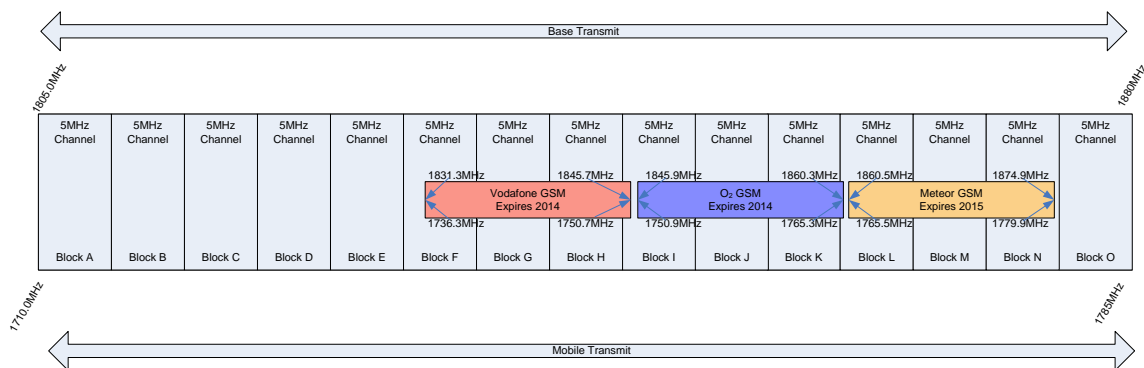 Base Transmit
1805.0MHz
1880MHz
5MHz
Channel
5MHz
Channel
5MHz
Channel
5MHz
Channel
5MHz
Channel
5MHz
Channel
5MHz
Channel
5MHz
Channel
5MHz
Channel
5MHz
Channel
5MHz
Channel
5MHz
Channel
5MHz
Channel
5MHz
Channel
5MHz
Channel
1831.3MHz
1845.7MHz
1845.9MHz
1860.3MHz
1860.5MHz
1874.9MHz
Vodafone GSM
Expires 2014
O₂ GSM
Expires 2014
Meteor GSM
Expires 2015
1736.3MHz
1750.7MHz
1750.9MHz
1765.3MHz
1765.5MHz
1779.9MHz
Block A
Block B
Block C
Block D
Block E
Block F
Block G
Block H
Block I
Block J
Block K
Block L
Block M
Block N
Block O
1710.0MHz
1785MHz
Mobile Transmit